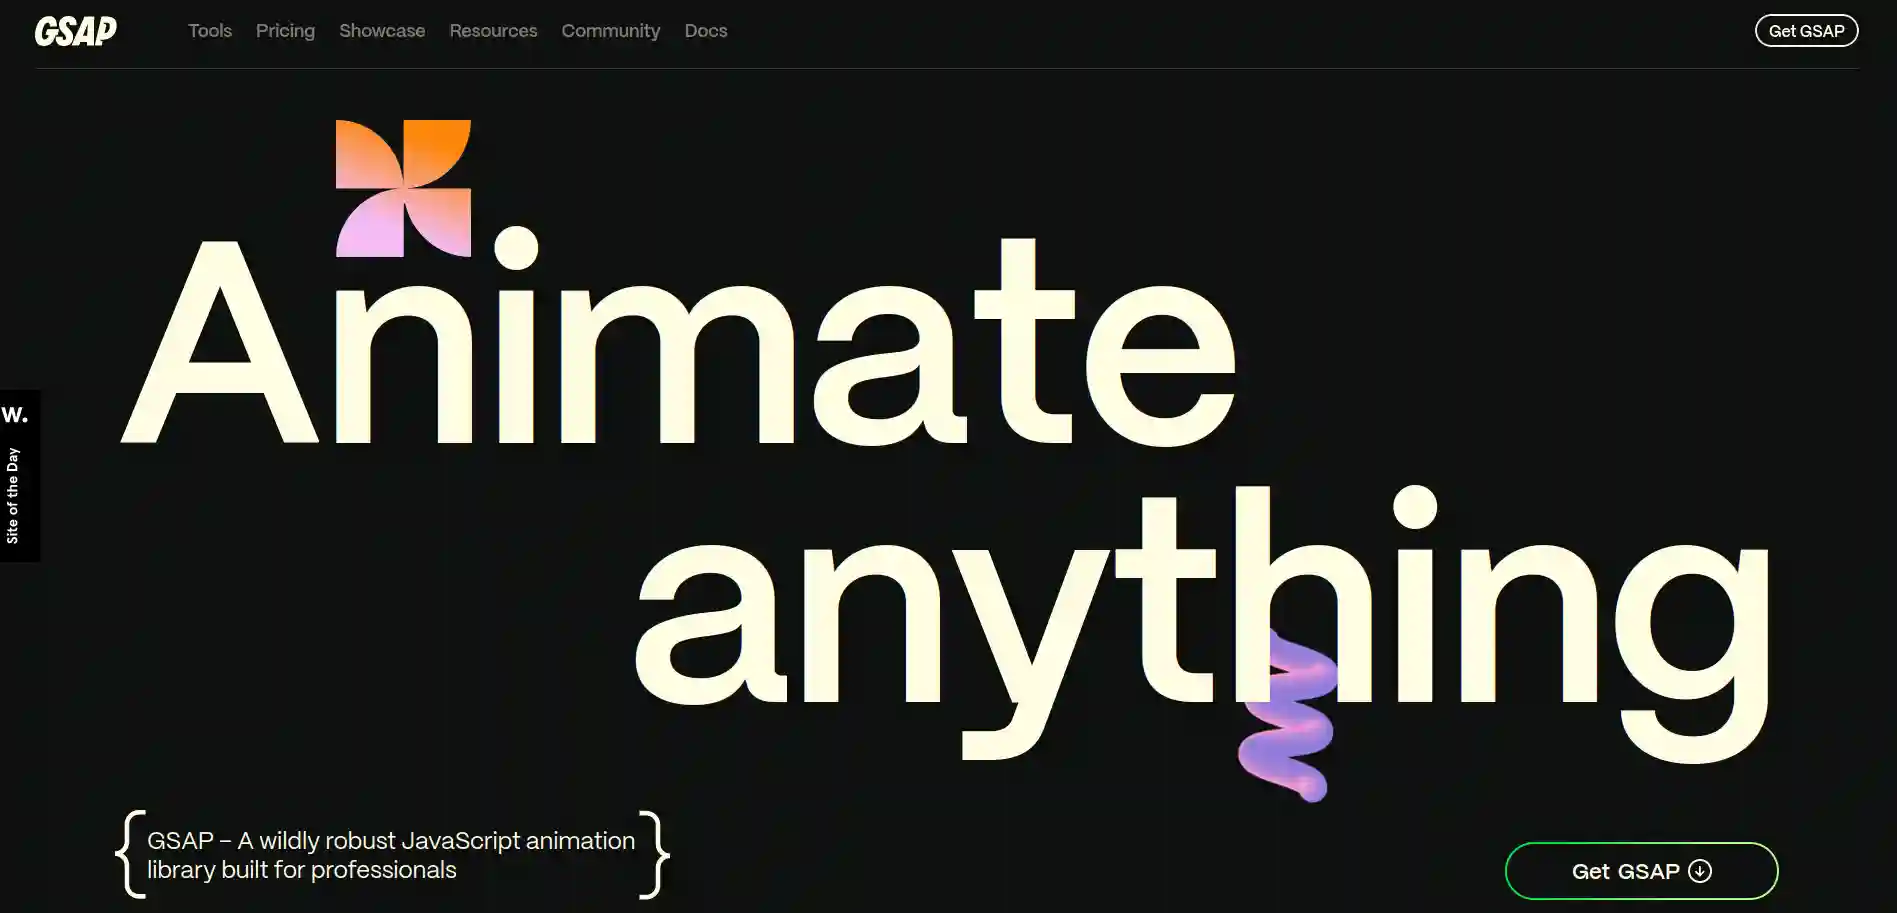 GSAP
Tools Pricing Showcase Resources Community Docs
Get GSAP
Animate
anything
W.
Site of the Day
{ GSAP – A wildly robust JavaScript animation
library built for professionals }
Get GSAP